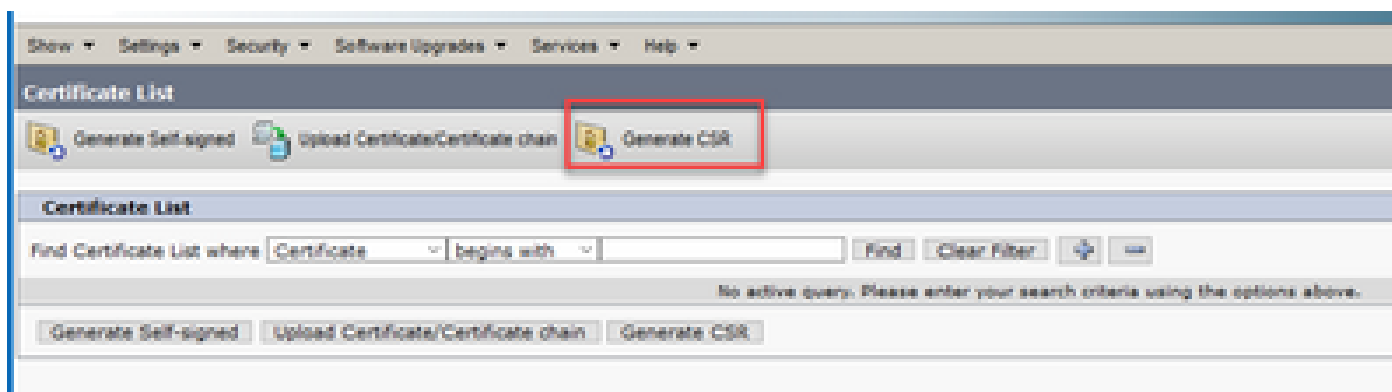 Show Settings Security Software Upgrades Services Help
Certificate List
Generate Self-signed Upload Certificate/Certificate chain Generate CSR
Certificate List
Find Certificate List where Certificate begins with Find Clear Filter
No active query. Please enter your search criteria using the options above.
Generate Self-signed Upload Certificate/Certificate chain Generate CSR